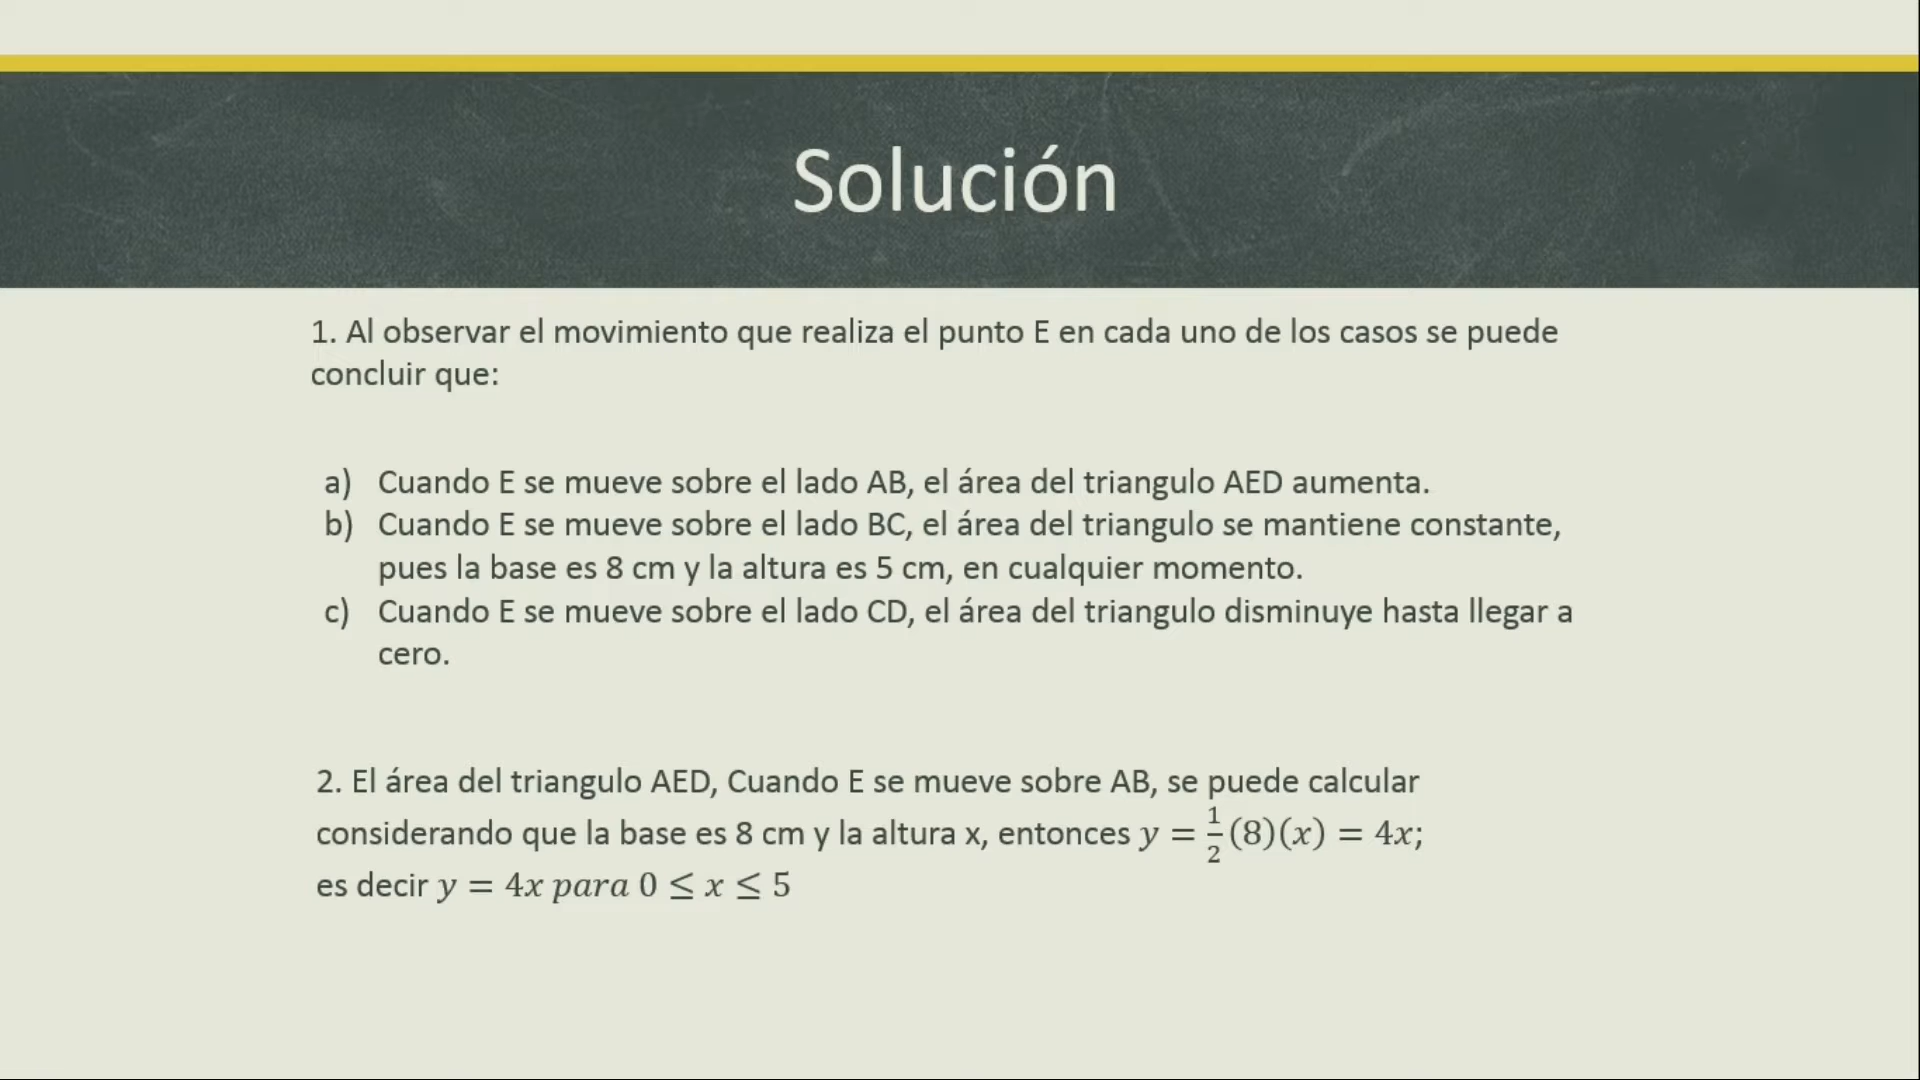 Solución
1. Al observar el movimiento que realiza el punto E en cada uno de los casos se puede
concluir que:
a) Cuando E se mueve sobre el lado AB, el área del triangulo AED aumenta.
b) Cuando E se mueve sobre el lado BC, el área del triangulo se mantiene constante,
pues la base es 8 cm y la altura es 5 cm, en cualquier momento.
c) Cuando E se mueve sobre el lado CD, el área del triangulo disminuye hasta llegar a
cero.
2. El área del triangulo AED, Cuando E se mueve sobre AB, se puede calcular
considerando que la base es 8 cm y la altura x, entonces y = 1/2 (8)(x) = 4x;
es decir y = 4x para 0 ≤ x ≤ 5